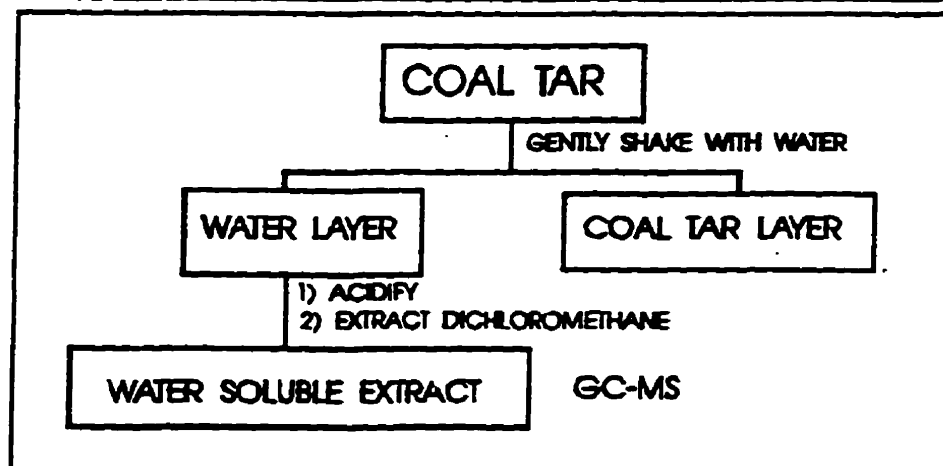 COAL TAR
GENTLY SHAKE WITH WATER
WATER LAYER
COAL TAR LAYER
1) ACIDIFY
2) EXTRACT DICHLOROMETHANE
WATER SOLUBLE EXTRACT
GC-MS